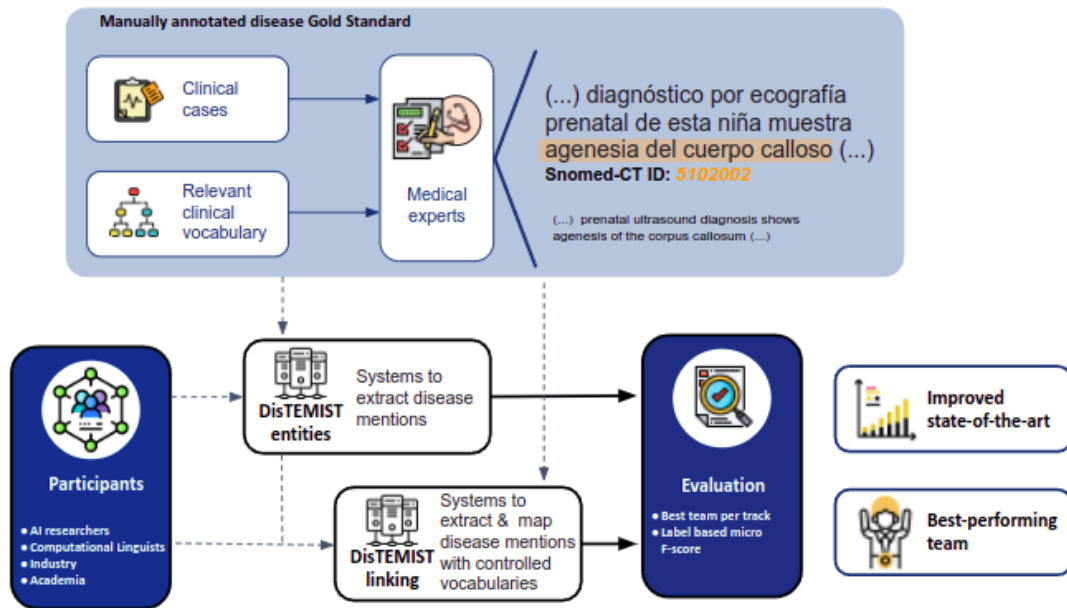 Manually annotated disease Gold Standard
Clinical
cases
Relevant
clinical
vocabulary
Medical
experts
(...) diagnóstico por ecografía
prenatal de esta niña muestra
agenesia del cuerpo calloso (...)
Snomed-CT ID: 5102002
(...) prenatal ultrasound diagnosis shows
agenesis of the corpus callosum (...)
Participants
● AI researchers
● Computational Linguists
● Industry
● Academia
DisTEMIST
entities
Systems to
extract disease
mentions
DisTEMIST
linking
Systems to
extract & map
disease mentions
with controlled
vocabularies
Evaluation
● Best team per track
● Label based micro
F-score
Improved
state-of-the-art
Best-performing
team